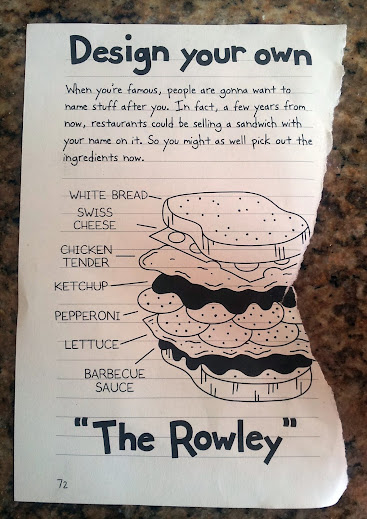 Design your own
When you're famous, people are gonna want to
name stuff after you. In fact, a few years from
now, restaurants could be selling a sandwich with
your name on it. So you might as well pick out the
ingredients now.
WHITE BREAD
SWISS
CHEESE
CHICKEN
TENDER
KETCHUP
PEPPERONI
LETTUCE
BARBECUE
SAUCE
"The Rowley"
72